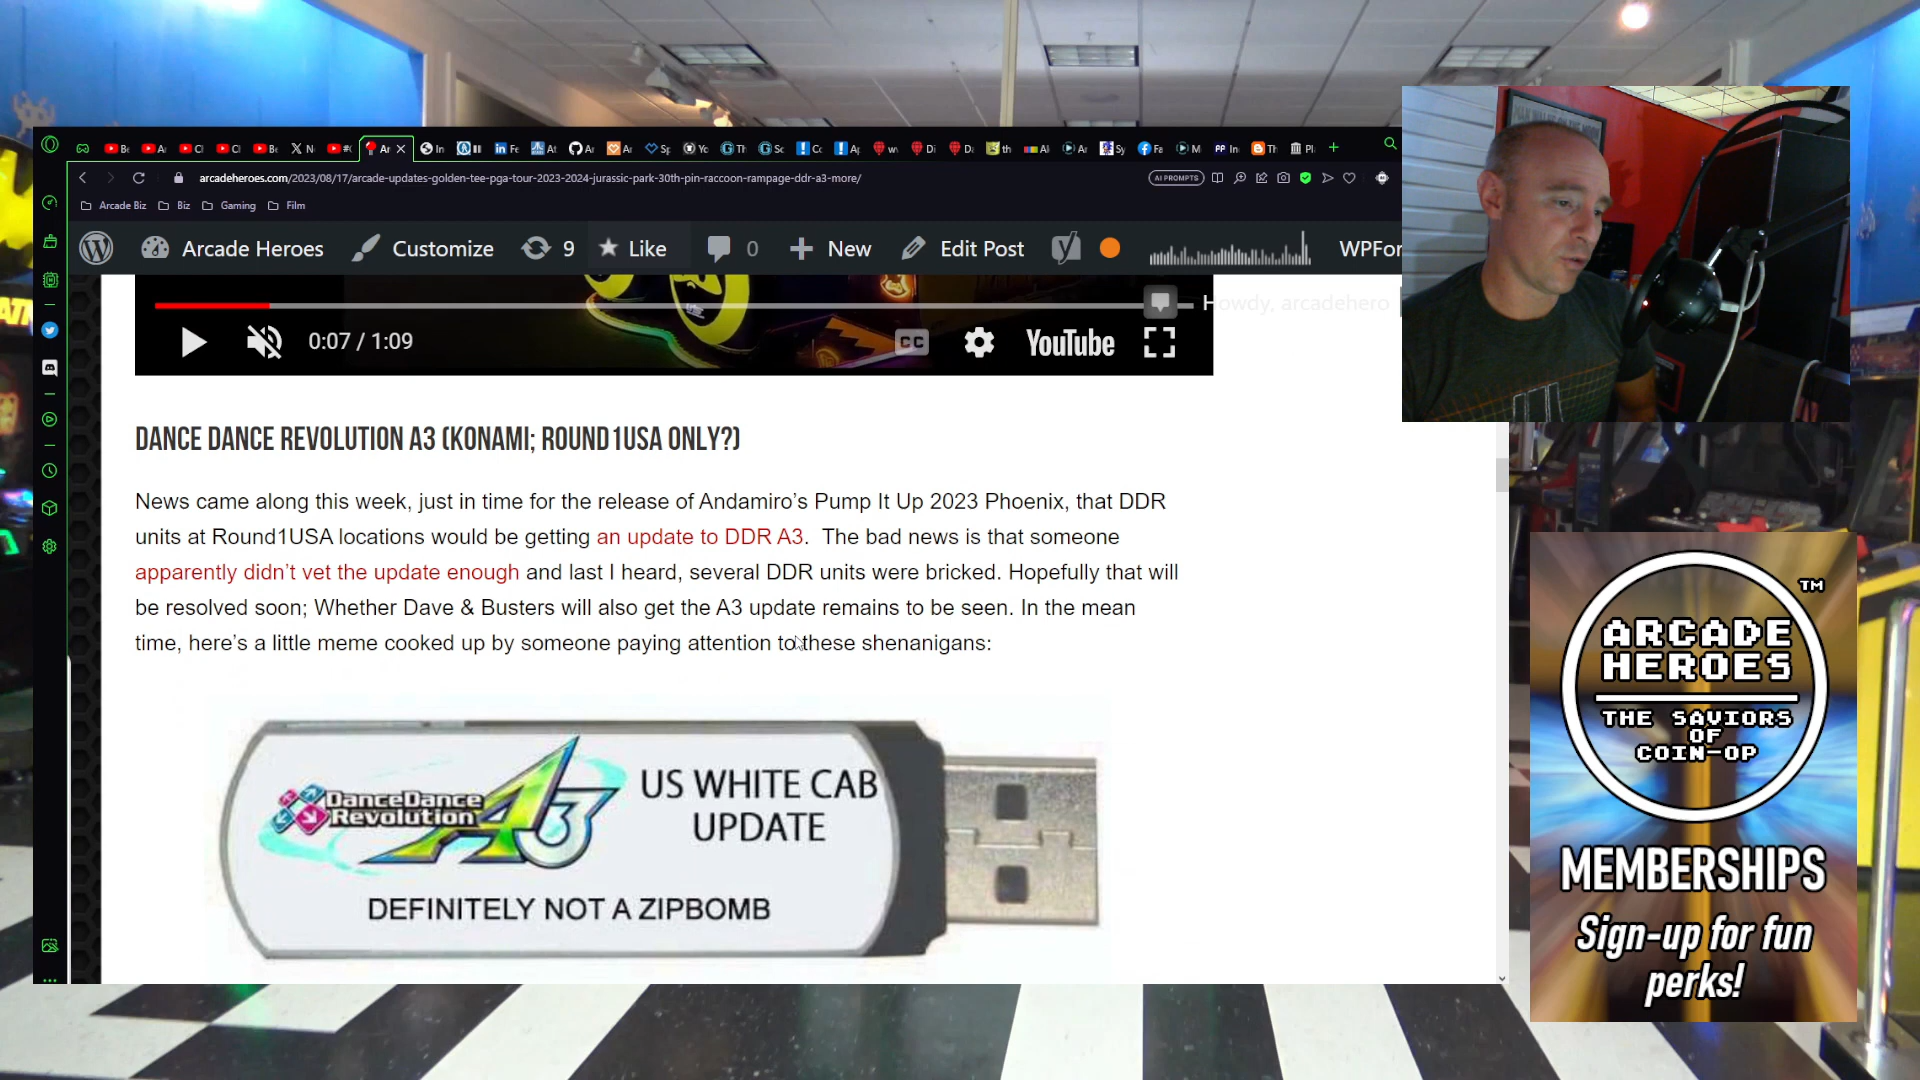 arcadeheroes.com/2023/08/17/arcade-updates-golden-tee-pga-tour-2023-2024-jurassic-park-30th-pin-raccoon-rampage-ddr-a3-more/
AI PROMPTS
Arcade Biz Biz Gaming Film
Arcade Heroes Customize 9 Like 0 New Edit Post WPFor
Howdy, arcadehero
0:07 / 1:09 CC YouTube
DANCE DANCE REVOLUTION A3 (KONAMI; ROUND1USA ONLY?)
News came along this week, just in time for the release of Andamiro's Pump It Up 2023 Phoenix, that DDR
units at Round1USA locations would be getting an update to DDR A3. The bad news is that someone
apparently didn't vet the update enough and last I heard, several DDR units were bricked. Hopefully that will
be resolved soon; Whether Dave & Busters will also get the A3 update remains to be seen. In the mean
time, here's a little meme cooked up by someone paying attention to these shenanigans:
DanceDance
Revolution A3
US WHITE CAB
UPDATE
DEFINITELY NOT A ZIPBOMB
TM
ARCADE
HEROES
THE SAVIORS
OF
COIN-OP
MEMBERSHIPS
Sign-up for fun
perks!